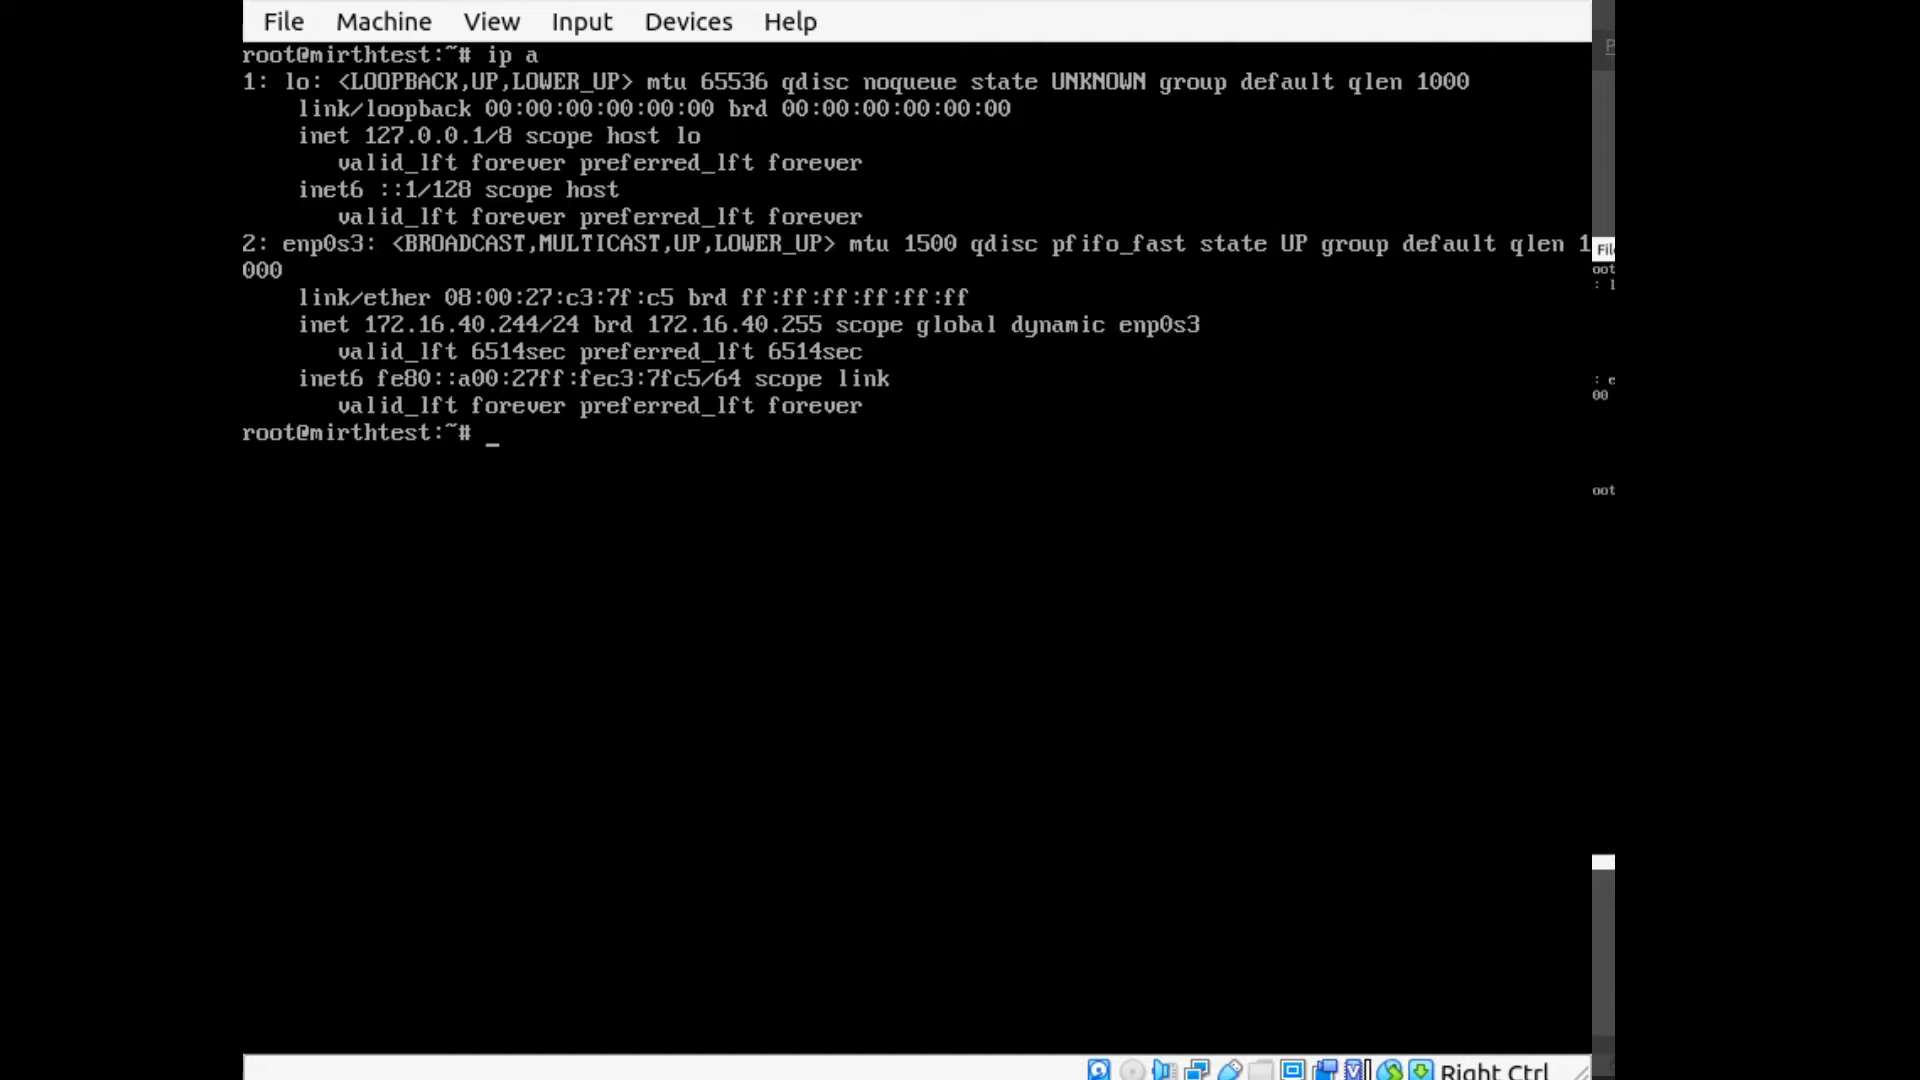 File Machine View Input Devices Help
root@mirthtest:~# ip a
1: lo: <LOOPBACK,UP,LOWER_UP> mtu 65536 qdisc noqueue state UNKNOWN group default qlen 1000
link/loopback 00:00:00:00:00:00 brd 00:00:00:00:00:00
inet 127.0.0.1/8 scope host lo
valid_lft forever preferred_lft forever
inet6 ::1/128 scope host
valid_lft forever preferred_lft forever
2: enp0s3: <BROADCAST,MULTICAST,UP,LOWER_UP> mtu 1500 qdisc pfifo_fast state UP group default qlen 1
000
link/ether 08:00:27:c3:7f:c5 brd ff:ff:ff:ff:ff:ff
inet 172.16.40.244/24 brd 172.16.40.255 scope global dynamic enp0s3
valid_lft 6514sec preferred_lft 6514sec
inet6 fe80::a00:27ff:fec3:7fc5/64 scope link
valid_lft forever preferred_lft forever
root@mirthtest:~# _
Right Ctrl
oot
00
oot